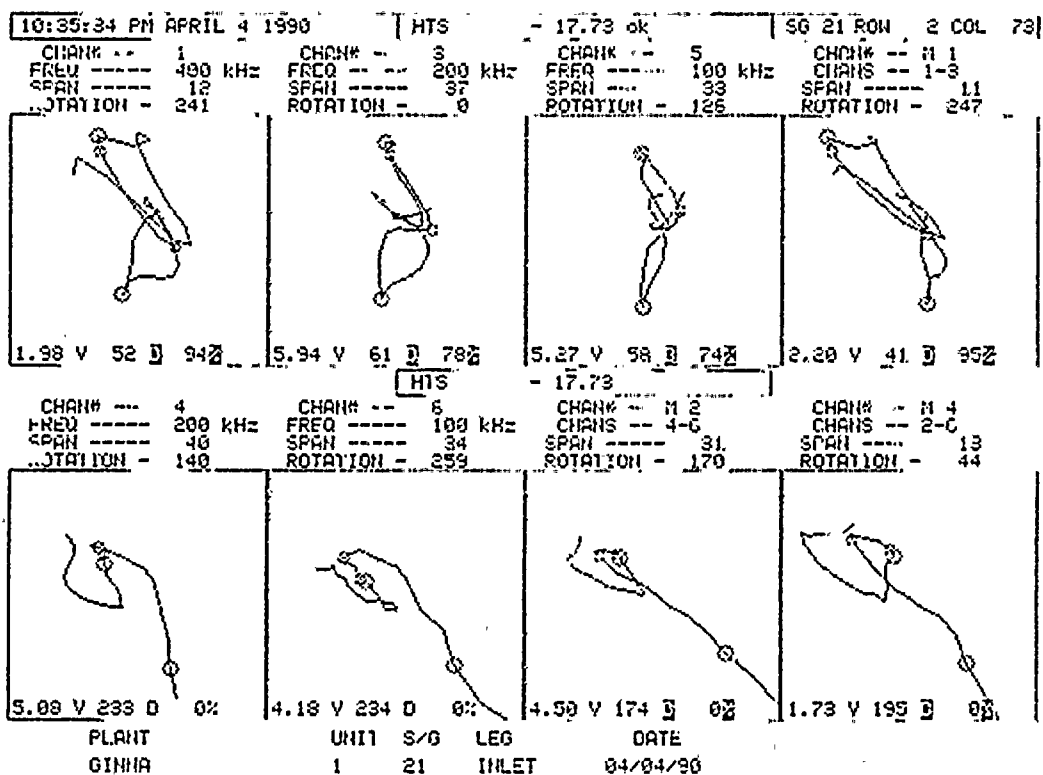 10:35:34 PM APRIL 4 1990 HTS - 17.73 ok SG 21 ROW 2 COL 73
CHAN# -- 1 CHAN# -- 3 CHAN# -- 5 CHAN# -- M 1
FREQ ----- 400 kHz FREQ ----- 200 kHz FREQ ----- 100 kHz CHANS -- 1-3
SPAN ----- 12 SPAN ----- 37 SPAN ----- 33 SPAN ----- 11
ROTATION - 241 ROTATION - 0 ROTATION - 126 ROTATION - 247
1.98 V 52 D 94% 5.94 V 61 D 78% 5.27 V 58 D 74% 2.20 V 41 D 95%
HTS - 17.73
CHAN# --- 4 CHAN# -- 6 CHAN# -- M 2 CHAN# -- M 4
FREQ ----- 200 kHz FREQ ----- 100 kHz CHANS -- 4-6 CHANS -- 2-6
SPAN ----- 40 SPAN ----- 34 SPAN ----- 31 SPAN ----- 13
ROTATION - 140 ROTATION - 259 ROTATION - 170 ROTATION - 44
5.08 V 233 D 0% 4.18 V 234 D 0% 4.50 V 174 D 0% 1.73 V 195 D 0%
PLANT UNIT S/G LEG DATE
GINNA 1 21 INLET 04/04/90